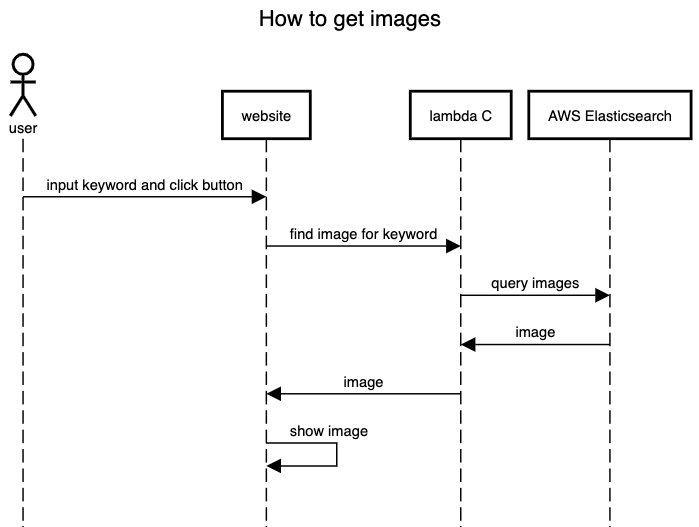 How to get images
user
website
lambda C
AWS Elasticsearch
input keyword and click button
find image for keyword
query images
image
image
show image